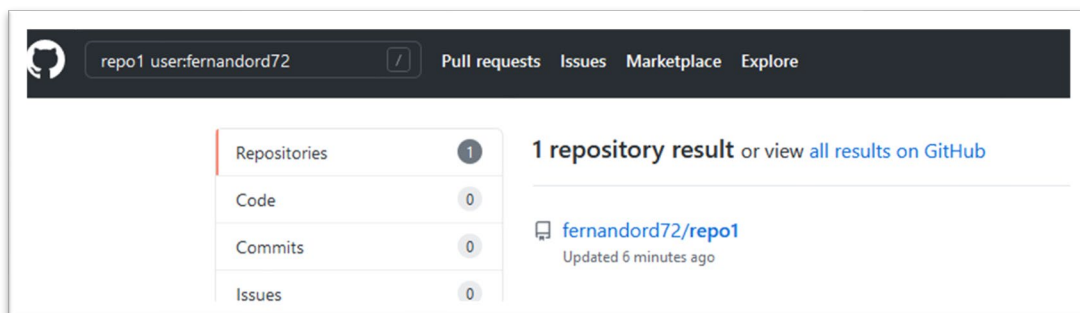 repo1 user:fernandord72 / Pull requests Issues Marketplace Explore
Repositories 1
Code 0
Commits 0
Issues 0
1 repository result or view all results on GitHub
fernandord72/repo1
Updated 6 minutes ago